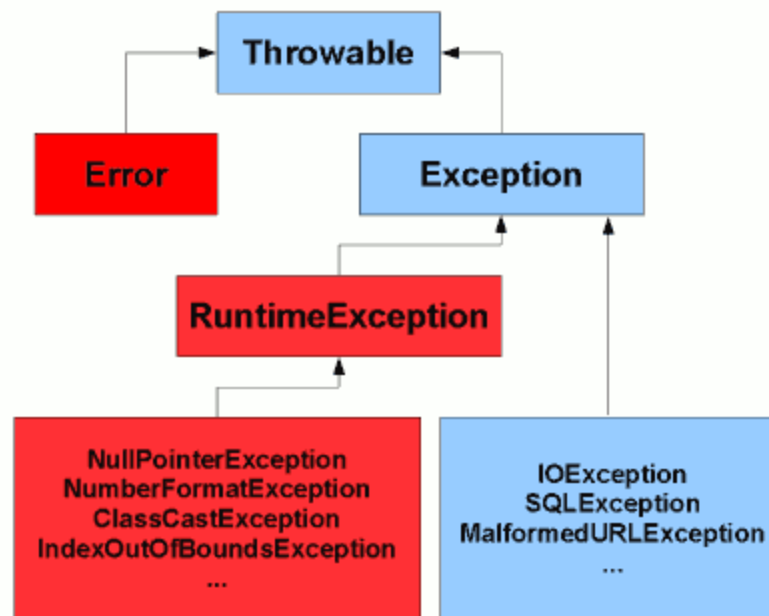 Throwable
Error
Exception
RuntimeException
NullPointerException
NumberFormatException
ClassCastException
IndexOutOfBoundsException
...
IOException
SQLException
MalformedURLException
...